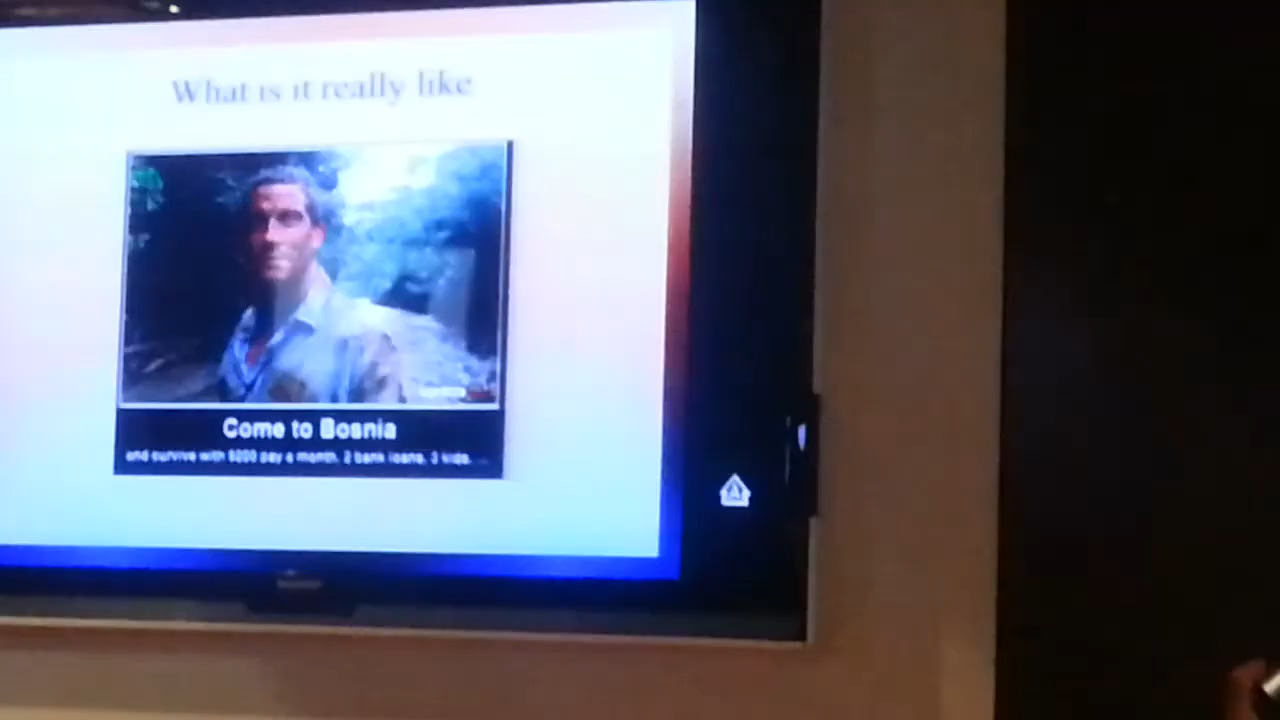 What is it really like
Come to Bosnia
and survive with $200 pay a month, 2 bank loans, 3 kids.